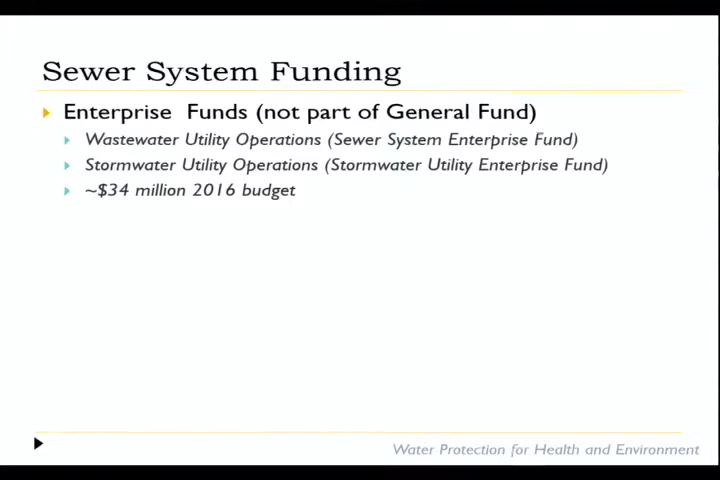 Sewer System Funding
Enterprise Funds (not part of General Fund)
Wastewater Utility Operations (Sewer System Enterprise Fund)
Stormwater Utility Operations (Stormwater Utility Enterprise Fund)
~$34 million 2016 budget
Water Protection for Health and Environment